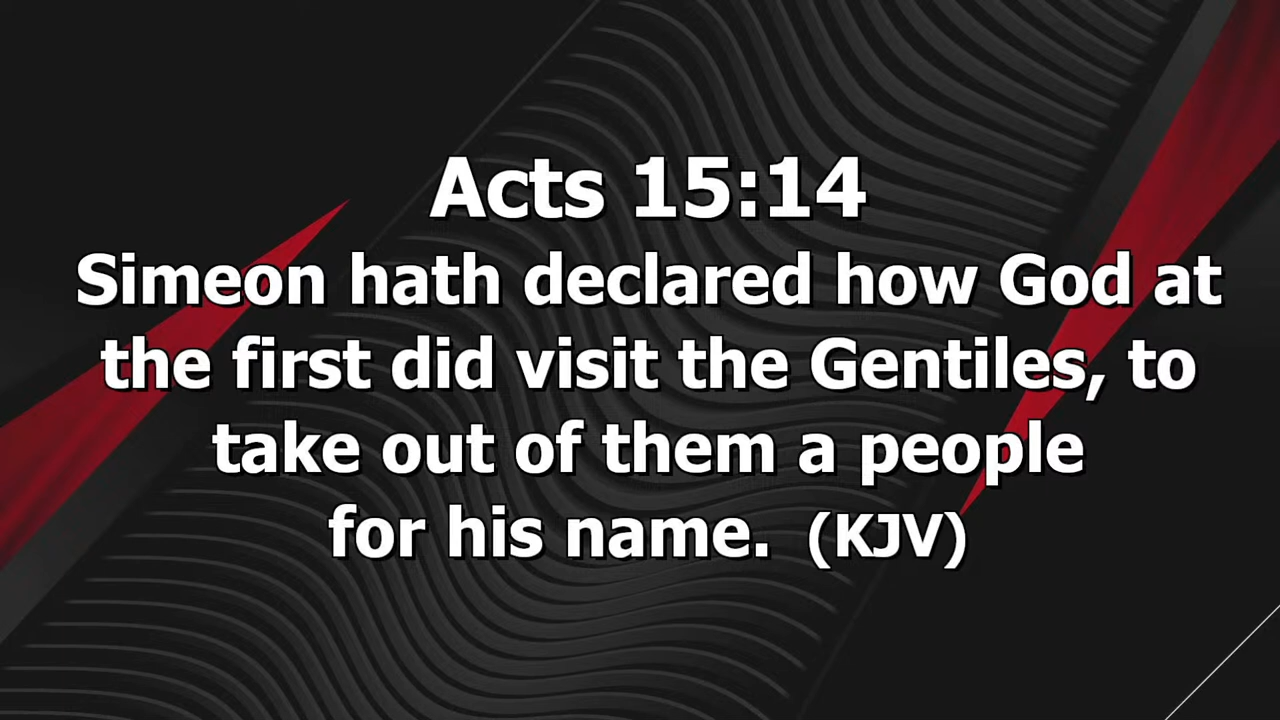 Acts 15:14
Simeon hath declared how God at
the first did visit the Gentiles, to
take out of them a people
for his name. (KJV)